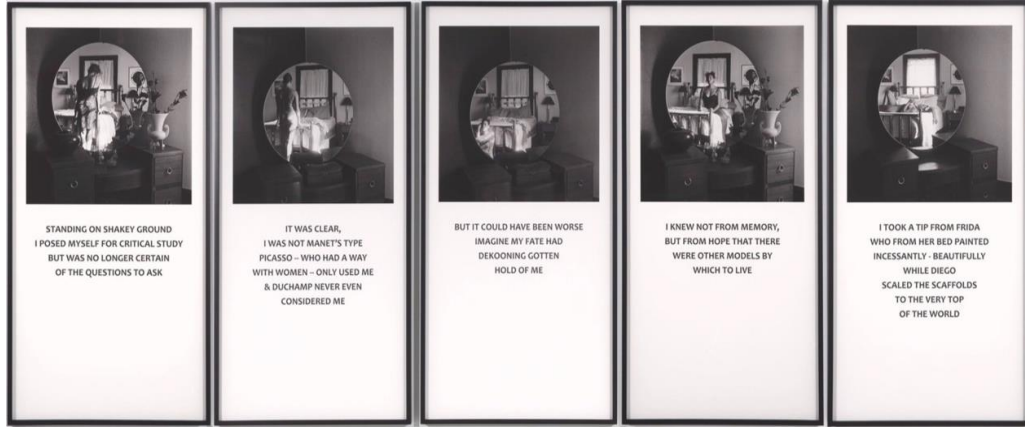 STANDING ON SHAKEY GROUND
I POSED MYSELF FOR CRITICAL STUDY
BUT WAS NO LONGER CERTAIN
OF THE QUESTIONS TO ASK
IT WAS CLEAR,
I WAS NOT MANET'S TYPE
PICASSO – WHO HAD A WAY
WITH WOMEN – ONLY USED ME
& DUCHAMP NEVER EVEN
CONSIDERED ME
BUT IT COULD HAVE BEEN WORSE
IMAGINE MY FATE HAD
DEKOONING GOTTEN
HOLD OF ME
I KNEW NOT FROM MEMORY,
BUT FROM HOPE THAT THERE
WERE OTHER MODELS BY
WHICH TO LIVE
I TOOK A TIP FROM FRIDA
WHO FROM HER BED PAINTED
INCESSANTLY - BEAUTIFULLY
WHILE DIEGO
SCALED THE SCAFFOLDS
TO THE VERY TOP
OF THE WORLD